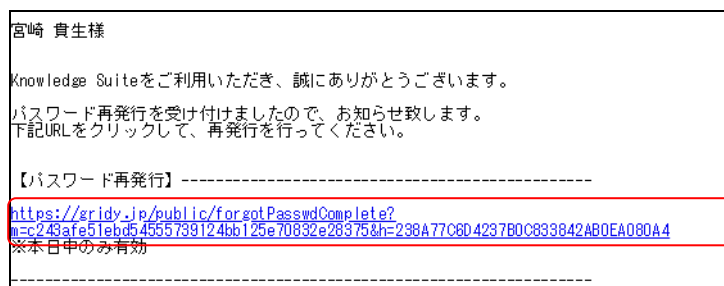 宮崎 貴生様
Knowledge Suiteをご利用いただき、誠にありがとうございます。
パスワード再発行を受け付けましたので、お知らせ致します。
下記URLをクリックして、再発行を行ってください。
【パスワード再発行】------------------------------------------------
https://gridy.jp/public/forgotPasswdComplete?
m=c243afe51ebd54555739124bb125e70832e28375&h=238A77C6D4237B0C833842AB0EA080A4
※本日中のみ有効
--------------------------------------------------------------------